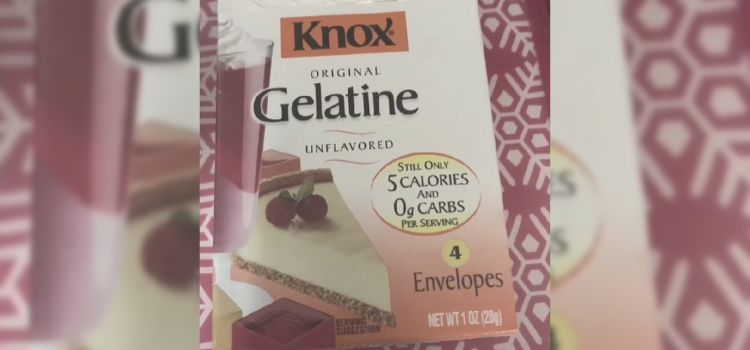 Knox
ORIGINAL
Gelatine
UNFLAVORED
STILL ONLY
5 CALORIES
AND
0g CARBS
PER SERVING
4
Envelopes
SERVING
SUGGESTION
NET WT 1 OZ (28g)